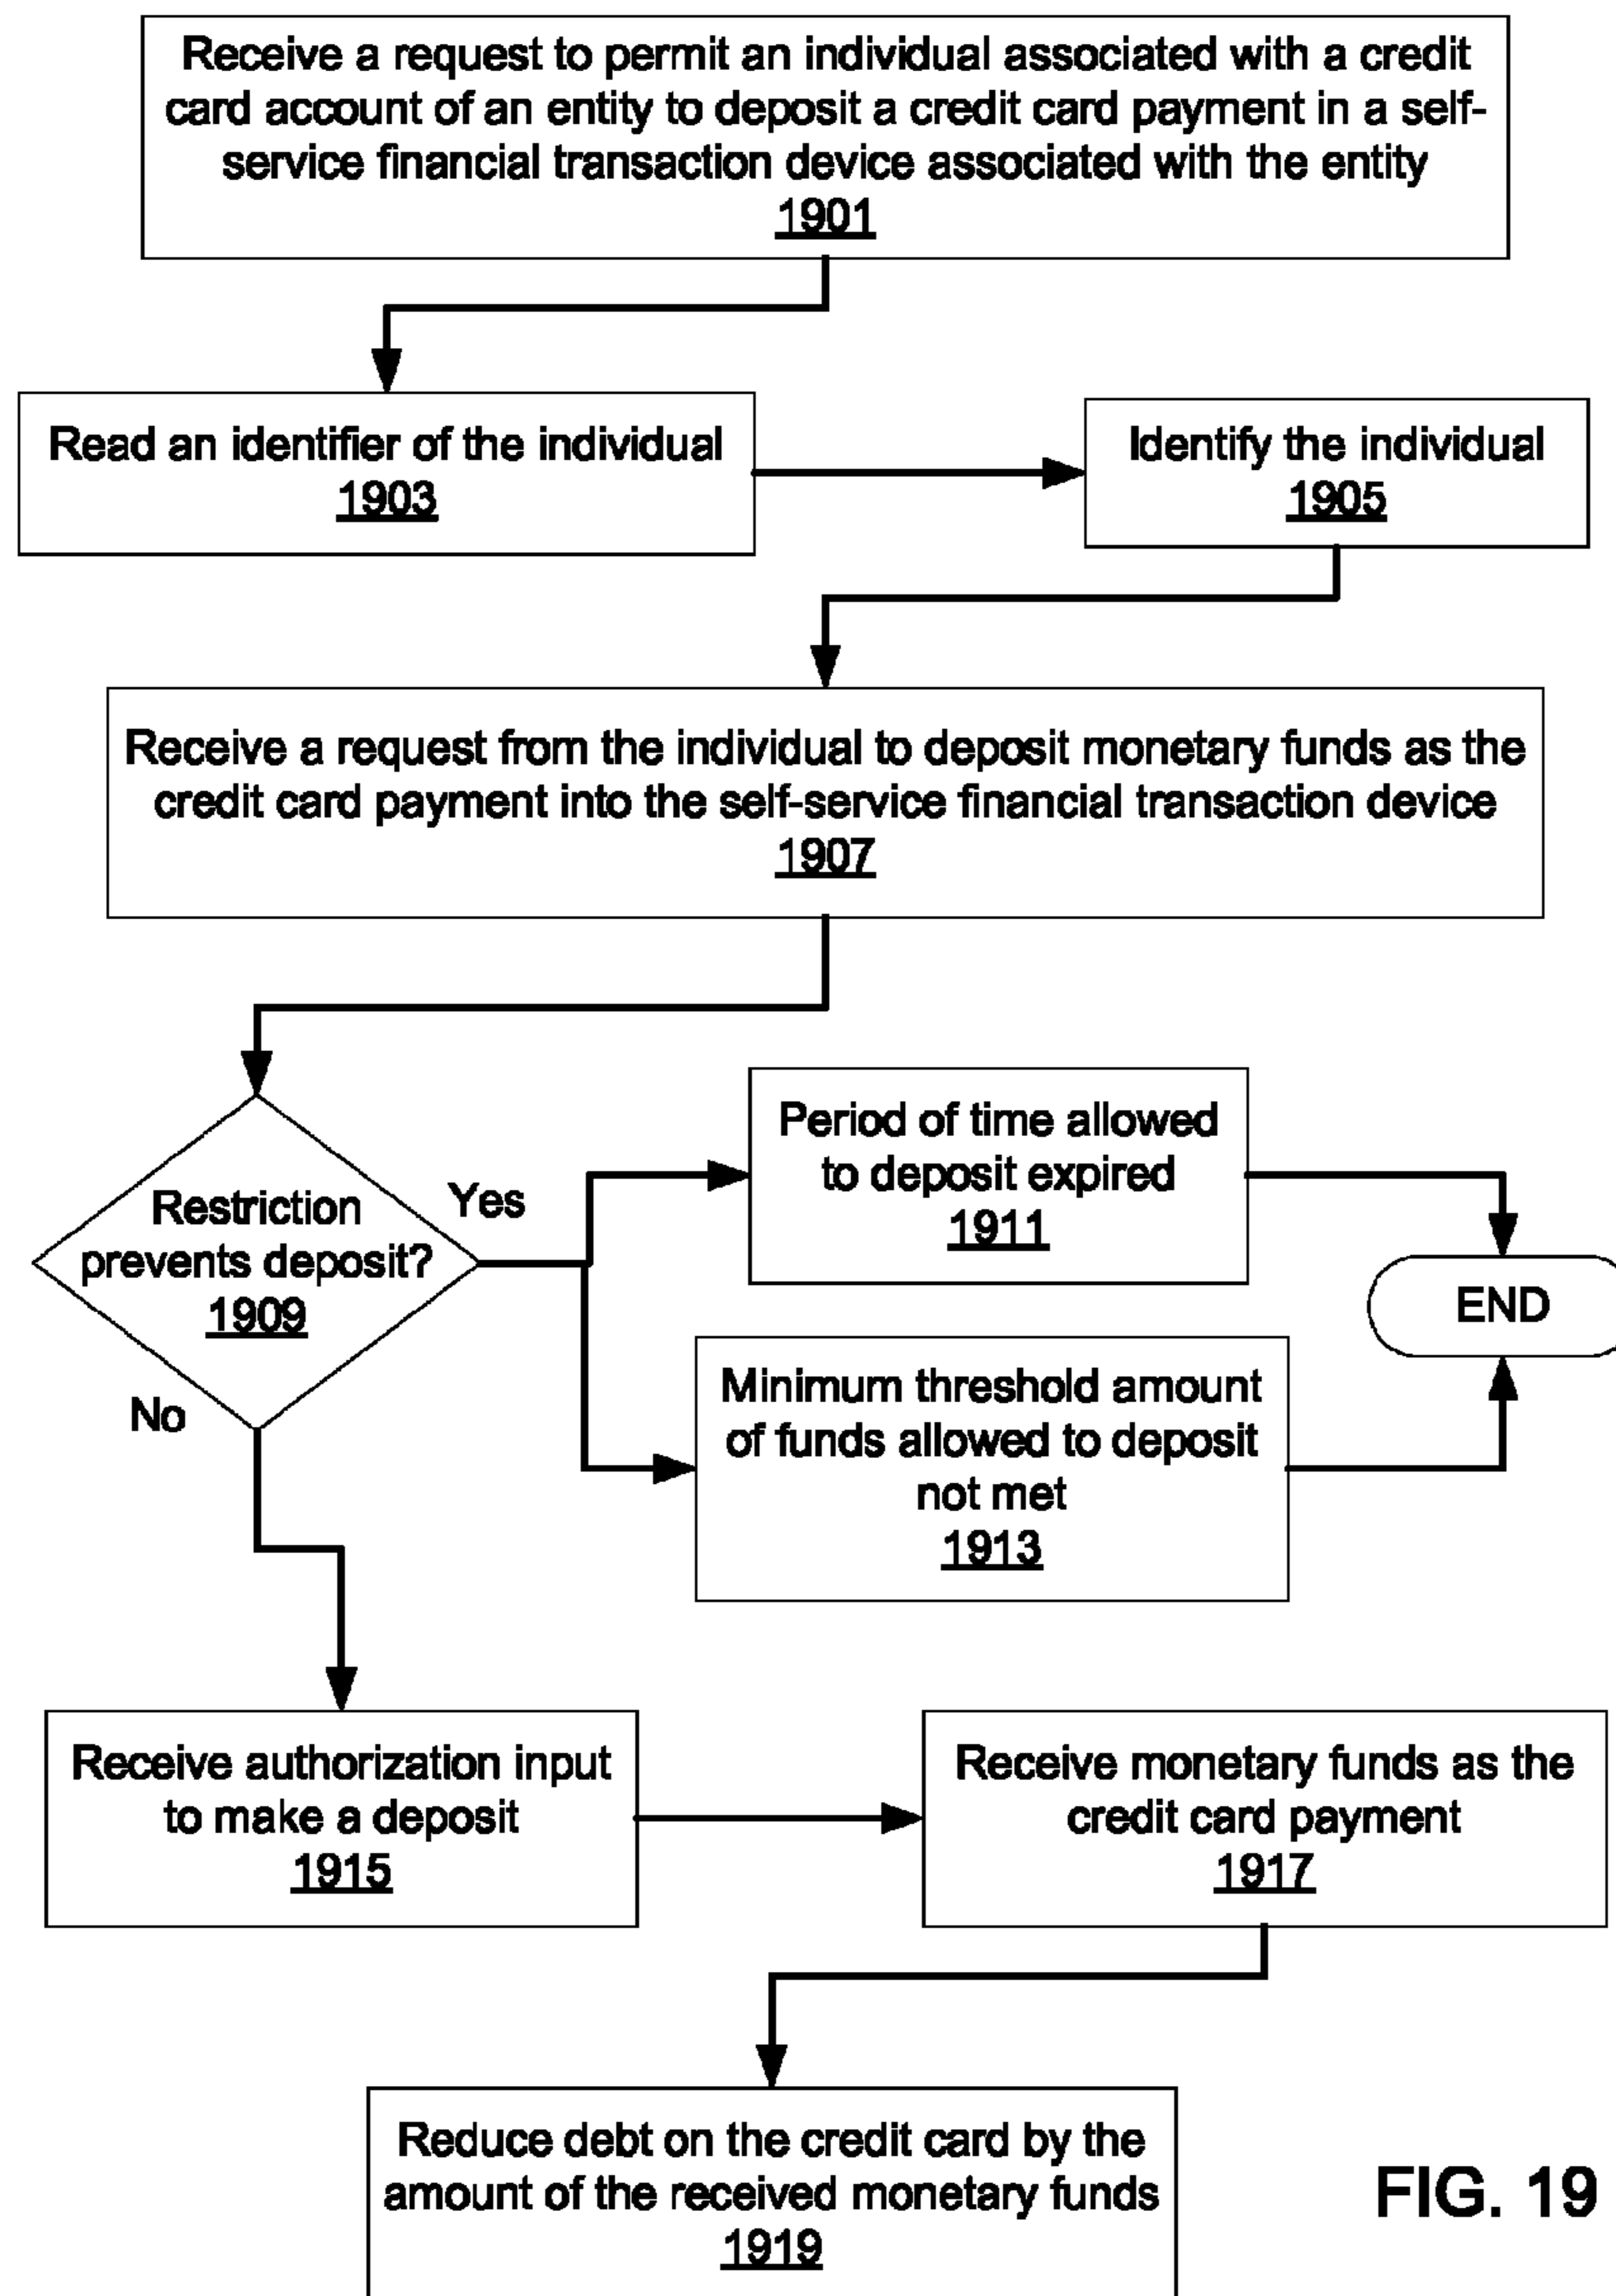 Receive a request to permit an individual associated with a credit
card account of an entity to deposit a credit card payment in a self-
service financial transaction device associated with the entity
1901
Read an identifier of the individual
1903
Identify the individual
1905
Receive a request from the individual to deposit monetary funds as the
credit card payment into the self-service financial transaction device
1907
Restriction
prevents deposit?
1909
Yes
No
Period of time allowed
to deposit expired
1911
END
Minimum threshold amount
of funds allowed to deposit
not met
1913
Receive authorization input
to make a deposit
1915
Receive monetary funds as the
credit card payment
1917
Reduce debt on the credit card by the
amount of the received monetary funds
1919
FIG. 19